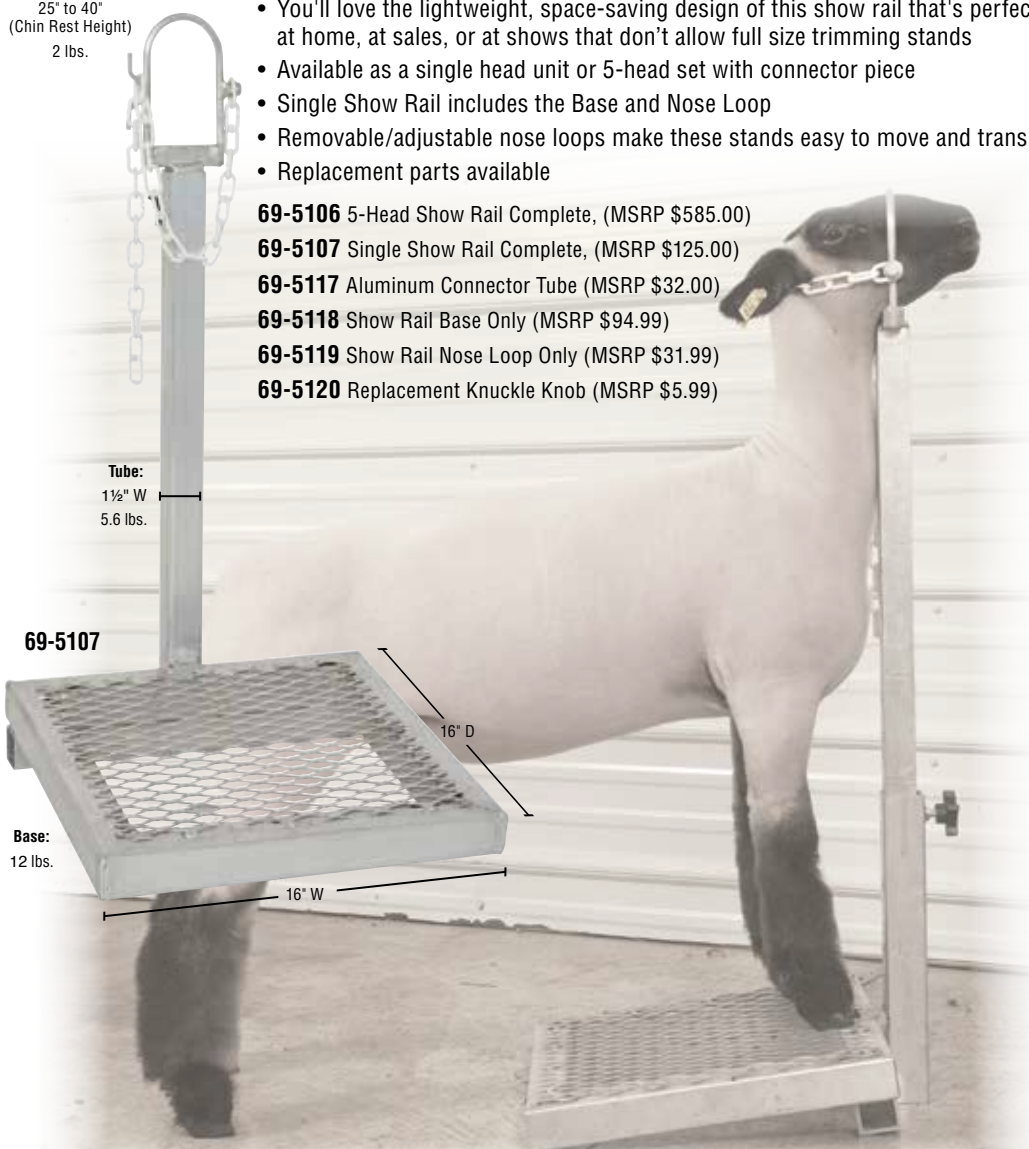 25" to 40"
(Chin Rest Height)
2 lbs.
• You'll love the lightweight, space-saving design of this show rail that's perfec
at home, at sales, or at shows that don’t allow full size trimming stands
• Available as a single head unit or 5-head set with connector piece
• Single Show Rail includes the Base and Nose Loop
• Removable/adjustable nose loops make these stands easy to move and trans
• Replacement parts available
69-5106 5-Head Show Rail Complete, (MSRP $585.00)
69-5107 Single Show Rail Complete, (MSRP $125.00)
69-5117 Aluminum Connector Tube (MSRP $32.00)
69-5118 Show Rail Base Only (MSRP $94.99)
69-5119 Show Rail Nose Loop Only (MSRP $31.99)
69-5120 Replacement Knuckle Knob (MSRP $5.99)
Tube:
1½" W
5.6 lbs.
69-5107
16" D
Base:
12 lbs.
16" W